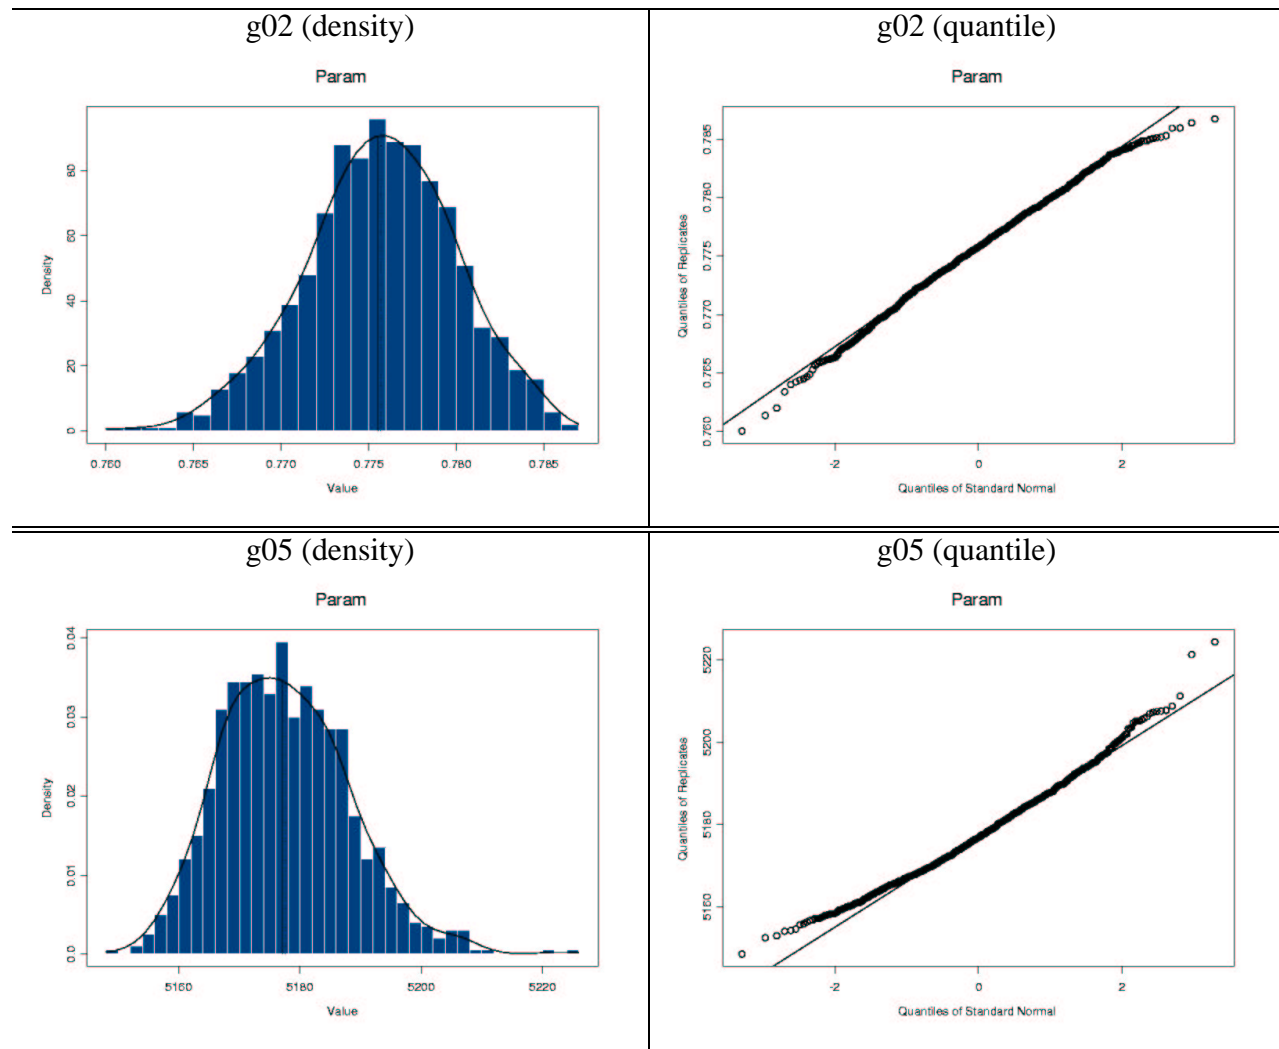 g02 (density)
g02 (quantile)
Param
Param
Density
0
20
40
60
80
0.760
0.765
0.770
0.775
0.780
0.785
Value
Quantiles of Replicates
0.760
0.765
0.770
0.775
0.780
0.785
-2
0
2
Quantiles of Standard Normal
g05 (density)
g05 (quantile)
Param
Param
Density
0.0
0.01
0.02
0.03
0.04
5160
5180
5200
5220
Value
Quantiles of Replicates
5160
5180
5200
5220
-2
0
2
Quantiles of Standard Normal